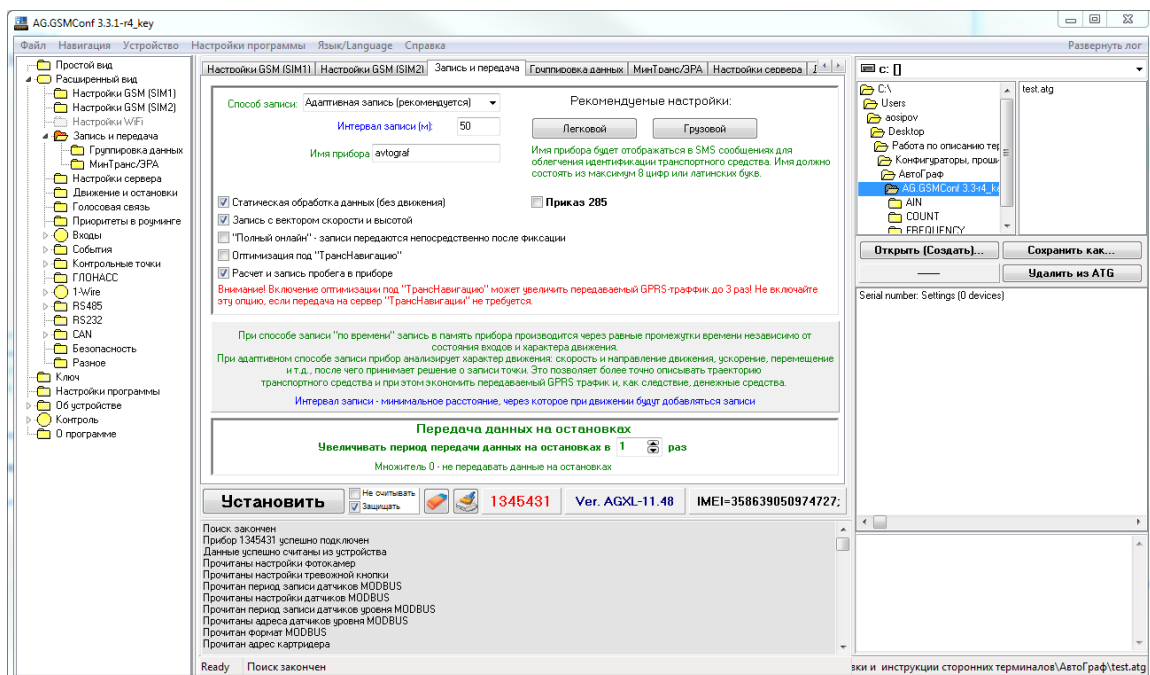 AG.GSMConf 3.3.1-r4_key
Файл Навигация Устройство Настройки программы Язык/Language Справка Развернуть лог
Простой вид
Расширенный вид
Настройки GSM (SIM1)
Настройки GSM (SIM2)
Настройки WiFi
Запись и передача
Группировка данных
МинТранс/ЭРА
Настройки сервера
Движение и остановки
Голосовая связь
Приоритеты в роуминге
Входы
События
Контрольные точки
ГЛОНАСС
1-Wire
RS485
RS232
CAN
Безопасность
Разное
Ключ
Настройки программы
Об устройстве
Контроль
О программе
Настройки GSM (SIM1) Настройки GSM (SIM2) Запись и передача Группировка данных МинТранс/ЭРА Настройки сервера
Способ записи: Адаптивная запись (рекомендуется)
Интервал записи (м): 50
Имя прибора avtograf
Рекомендуемые настройки:
Легковой Грузовой
Имя прибора будет отображаться в SMS сообщениях для
облегчения идентификации транспортного средства. Имя должно
состоять из максимум 8 цифр или латинских букв.
Статическая обработка данных (без движения) Приказ 285
Запись с вектором скорости и высотой
"Полный онлайн" - записи передаются непосредственно после фиксации
Оптимизация под "ТрансНавигацию"
Расчет и запись пробега в приборе
Внимание! Включение оптимизации под "ТрансНавигацию" может увеличить передаваемый GPRS-траффик до 3 раз! Не включайте
эту опцию, если передача на сервер "ТрансНавигации" не требуется.
При способе записи "по времени" запись в память прибора производится через равные промежутки времени независимо от
состояния входов и характера движения.
При адаптивном способе записи прибор анализирует характер движения: скорость и направление движения, ускорение, перемещение
и т.д., после чего принимает решение о записи точки. Это позволяет более точно описывать траекторию
транспортного средства и при этом экономить передаваемый GPRS трафик и, как следствие, денежные средства.
Интервал записи - минимальное расстояние, через которое при движении будут добавляться записи
Передача данных на остановках
Увеличивать период передачи данных на остановках в 1 раз
Множитель 0 - не передавать данные на остановках
Установить Не считывать
Защищать
1345431 Ver. AGXL-11.48 IMEI=358639050974727;
Поиск закончен
Прибор 1345431 успешно подключен
Данные успешно считаны из устройства
Прочитаны настройки фотокамер
Прочитаны настройки тревожной кнопки
Прочитан период записи датчиков MODBUS
Прочитаны настройки датчиков MODBUS
Прочитан период записи датчиков уровня MODBUS
Прочитаны адреса датчиков уровня MODBUS
Прочитан формат MODBUS
Прочитан адрес картридера
c: []
C:\
Users
aosipov
Desktop
Работа по описанию
Конфигураторы,
АвтоГраф
AG.GSMConf 3.3-r4_ke
AIN
COUNT
FREQUENCY
test.atg
Открыть (Создать)... Сохранить как...
Удалить из ATG
Serial number: Settings (0 devices)
Ready Поиск закончен вки и инструкции сторонних терминалов\АвтоГраф\test.atg